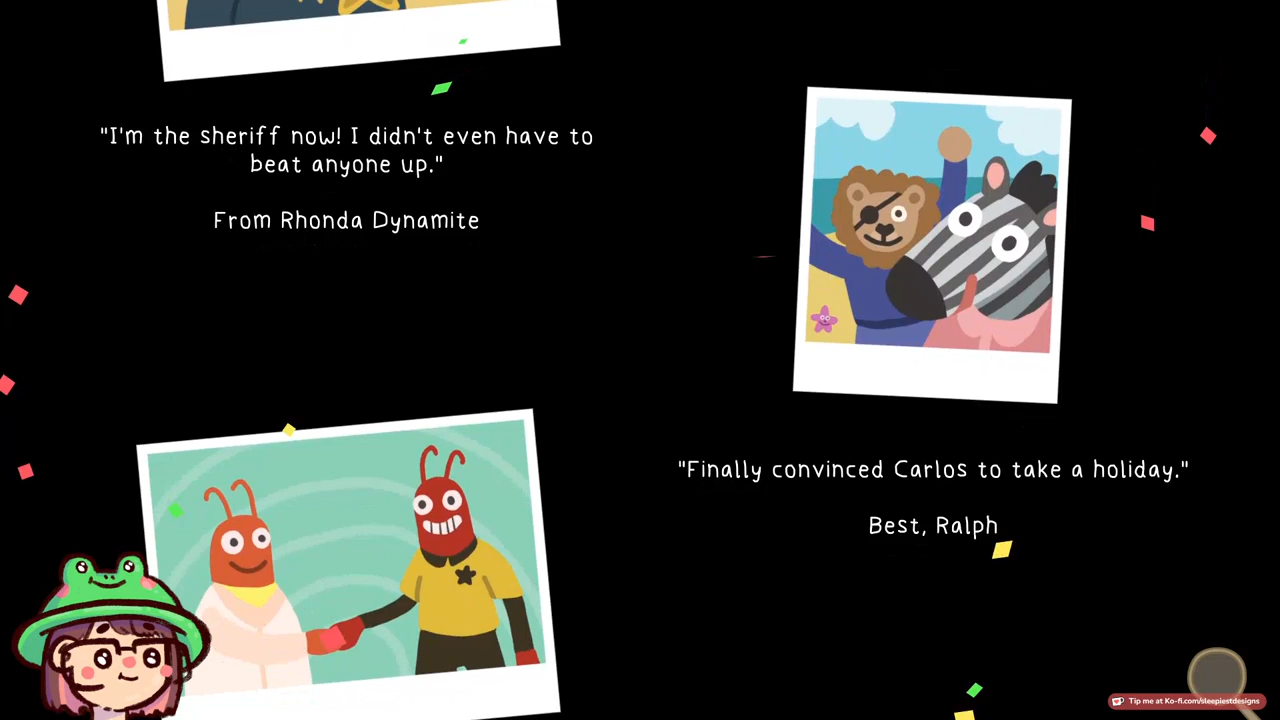 "I'm the sheriff now! I didn't even have to
beat anyone up."
From Rhonda Dynamite
"Finally convinced Carlos to take a holiday."
Best, Ralph
Tip me at Ko-fi.com/sleepiestdesigns